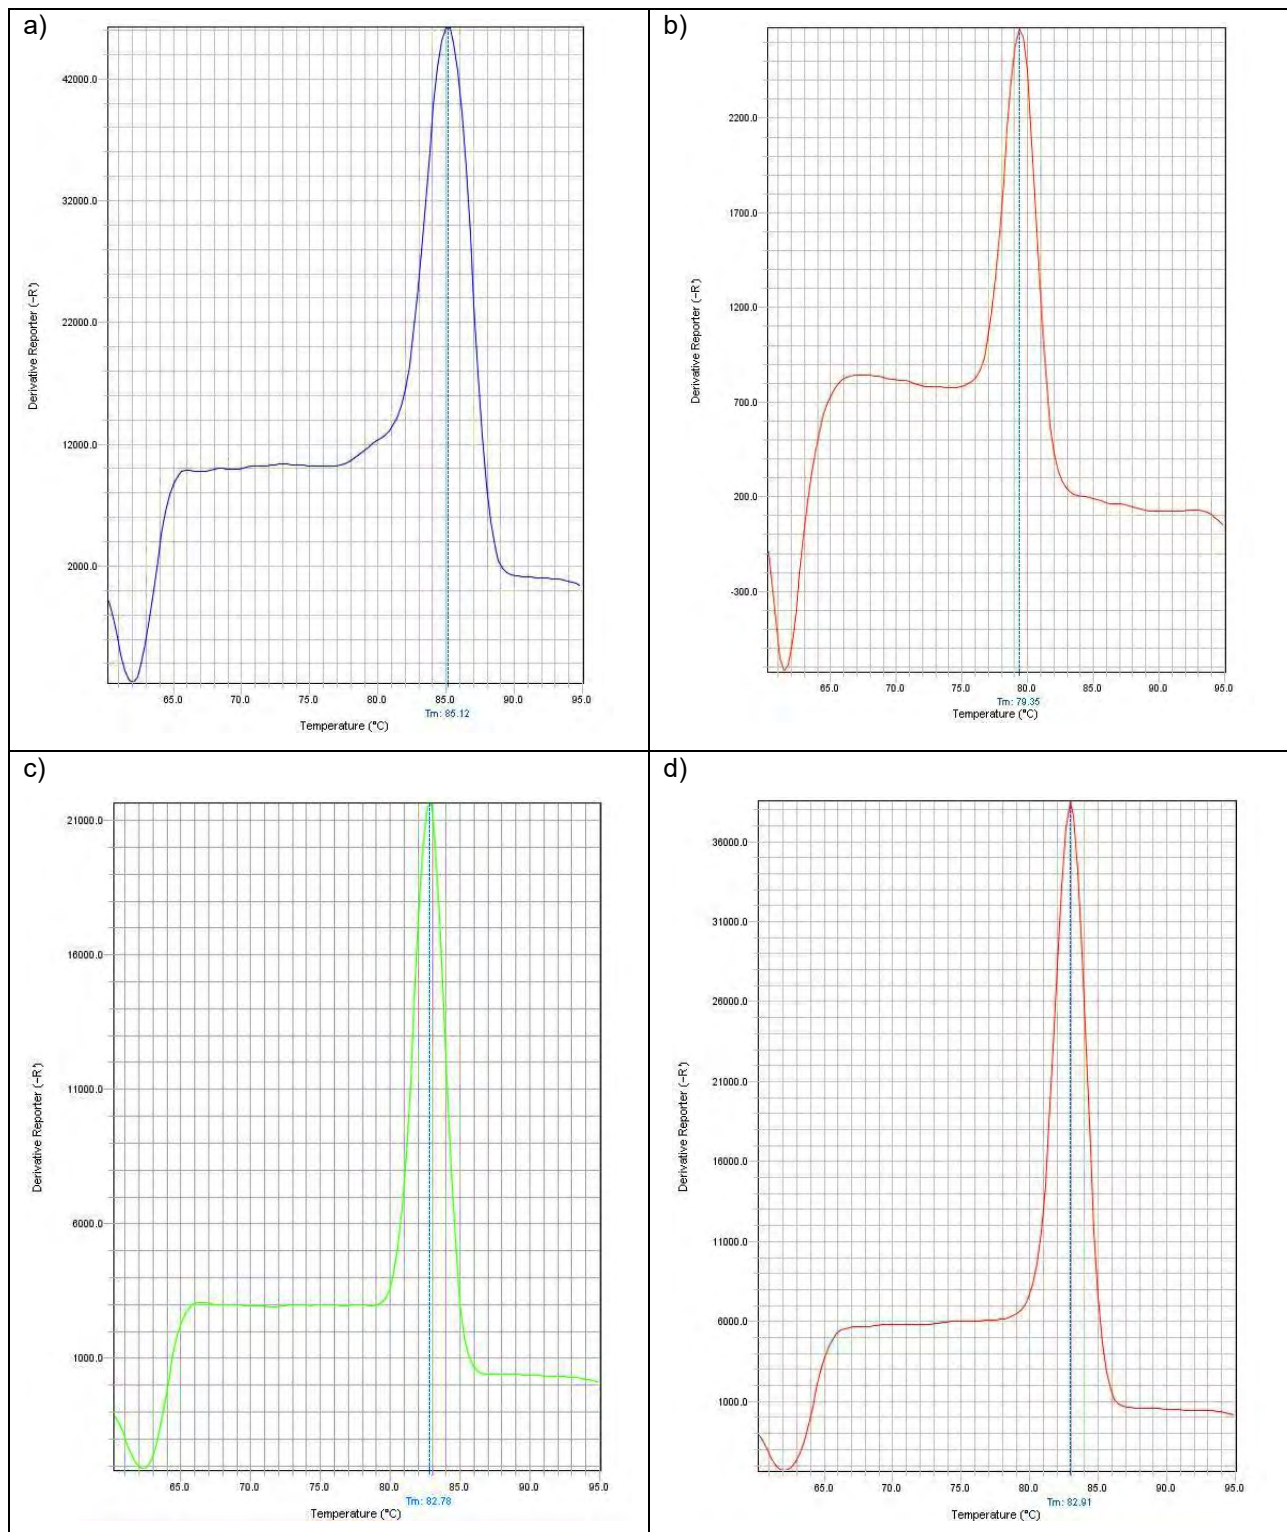 a)
42000.0
32000.0
22000.0
12000.0
2000.0
Derivative Reporter (-R')
65.0 70.0 75.0 80.0 85.0 90.0 95.0
Tm: 85.12
Temperature (°C)
b)
2200.0
1700.0
1200.0
700.0
200.0
-300.0
Derivative Reporter (-R')
65.0 70.0 75.0 80.0 85.0 90.0 95.0
Tm: 79.35
Temperature (°C)
c)
21000.0
16000.0
11000.0
6000.0
1000.0
Derivative Reporter (-R')
65.0 70.0 75.0 80.0 85.0 90.0 95.0
Tm: 82.78
Temperature (°C)
d)
36000.0
31000.0
26000.0
21000.0
16000.0
11000.0
6000.0
1000.0
Derivative Reporter (-R')
65.0 70.0 75.0 80.0 85.0 90.0 95.0
Tm: 82.91
Temperature (°C)